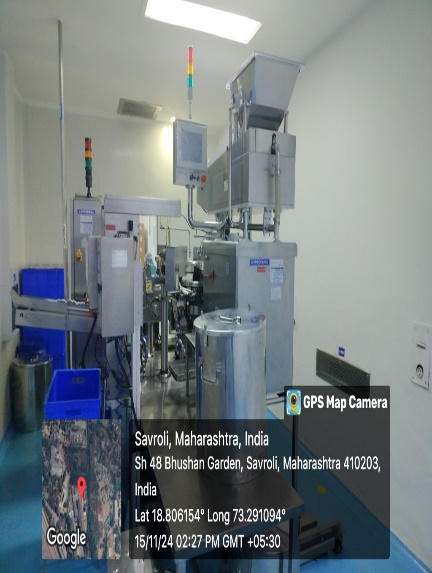 GPS Map Camera
Savroli, Maharashtra, India
Sh 48 Bhushan Garden, Savroli, Maharashtra 410203,
India
Lat 18.806154° Long 73.291094°
15/11/24 02:27 PM GMT +05:30
Google